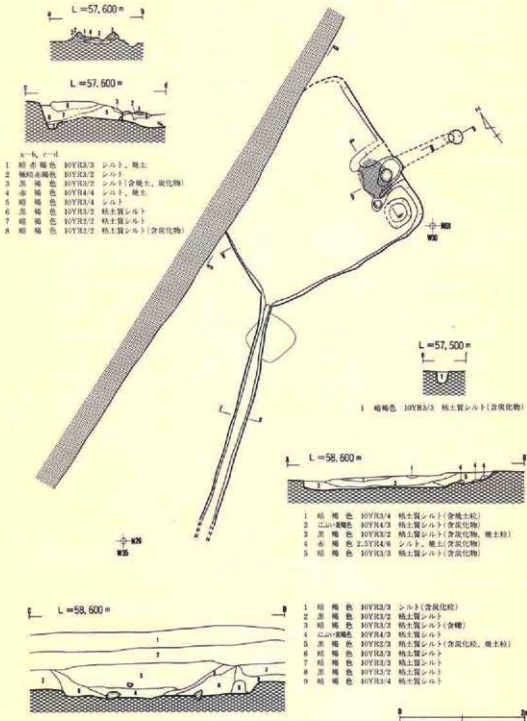 L=57,600m
a b
L=57,600m
c d
a-b, c-d
1 暗赤褐色 10YR3/3 シルト、焼土
2 極暗赤褐色 10YR3/2 シルト
3 黒褐色 10YR3/2 シルト(含焼土、炭化物)
4 赤褐色 10YR4/4 シルト、焼土
5 暗褐色 10YR3/4 シルト
6 黒褐色 10YR3/2 粘土質シルト
7 暗褐色 10YR2/2 粘土質シルト
8 暗褐色 10YR2/2 粘土質シルト(含炭化物)
W30
W35
L=57,500m
1 暗褐色 10YR3/3 粘土質シルト(含炭化物)
L=58,600m
A B
1 暗褐色 10YR3/4 粘土質シルト(含焼土粒)
2 にぶい黄褐色 10YR4/3 粘土質シルト(含炭化物)
3 黒褐色 10YR3/2 粘土質シルト(含炭化物、焼土粒)
4 赤褐色 2.5YR4/6 シルト、焼土(含炭化物)
5 暗褐色 10YR3/3 粘土質シルト(含炭化物)
L=58,600m
C D
1 暗褐色 10YR3/3 シルト(含炭化粒)
2 黒褐色 10YR3/2 粘土質シルト
3 暗褐色 10YR3/3 粘土質シルト
4 にぶい黄褐色 10YR4/3 粘土質シルト
5 黒褐色 10YR2/3 粘土質シルト(含炭化粒、焼土粒)
6 暗褐色 10YR3/3 粘土質シルト
7 暗褐色 10YR3/3 粘土質シルト
8 黒褐色 10YR3/2 粘土質シルト
9 暗褐色 10YR3/4 粘土質シルト
0 2m